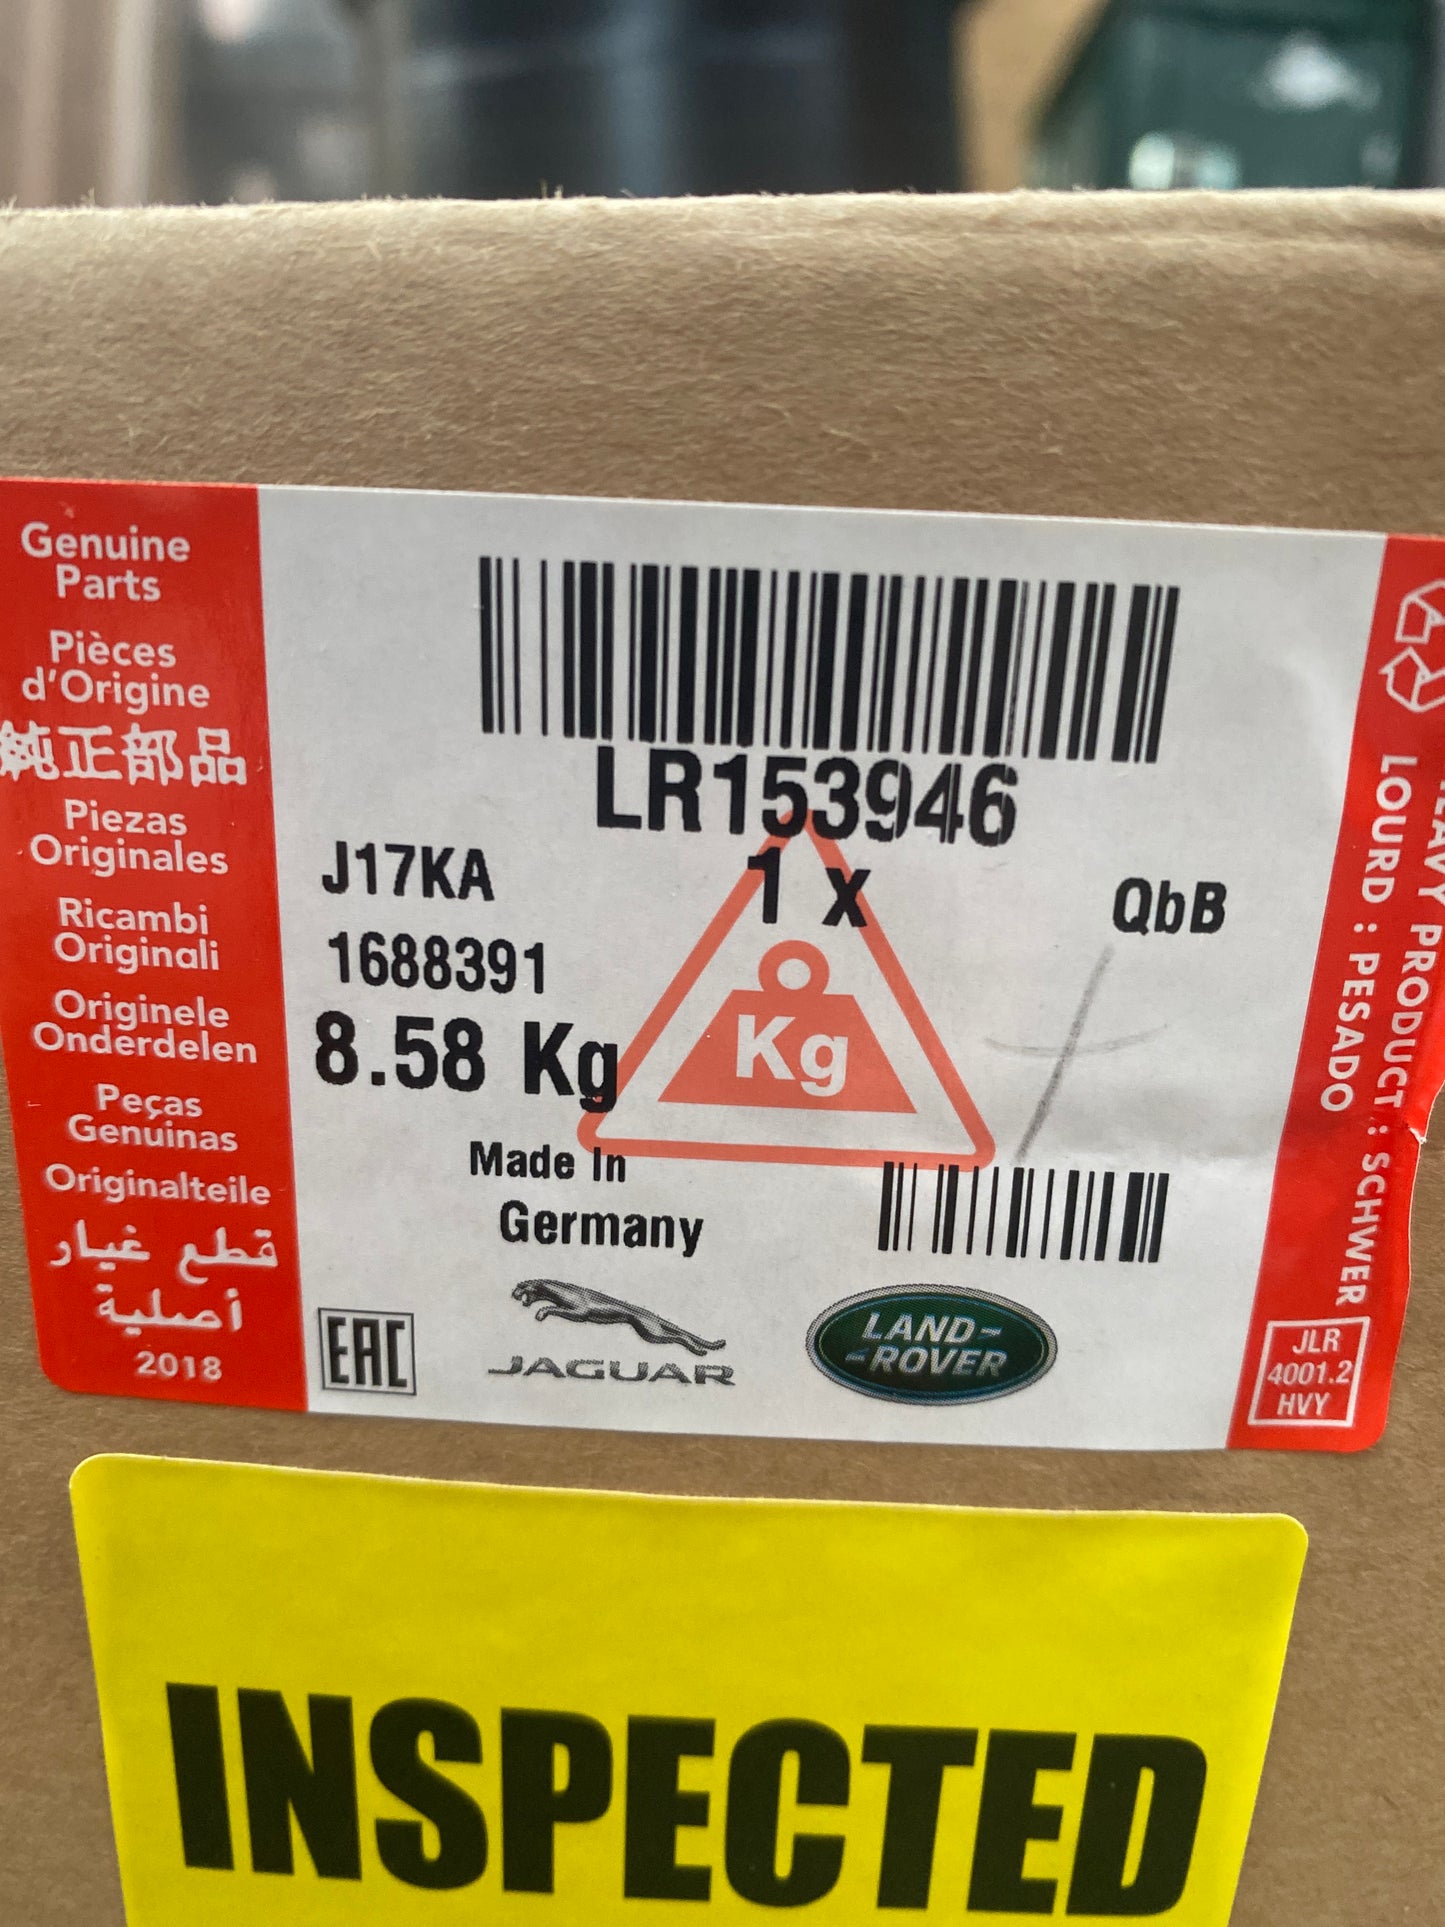 Genuine
Parts
Pièces
d'Origine
純正部品
Piezas
Originales
Ricambi
Originali
Originele
Onderdelen
Peças
Genuinas
Originalteile
قطع غيار
أصلية
2018
LR153946
1 x
J17KA
QbB
1688391
8.58 Kg
Kg
Made In
Germany
EAC
JAGUAR
LAND-
-ROVER
HEAVY PRODUCT : SCHWER
LOURD : PESADO
JLR
4001.2
HVY
INSPECTED